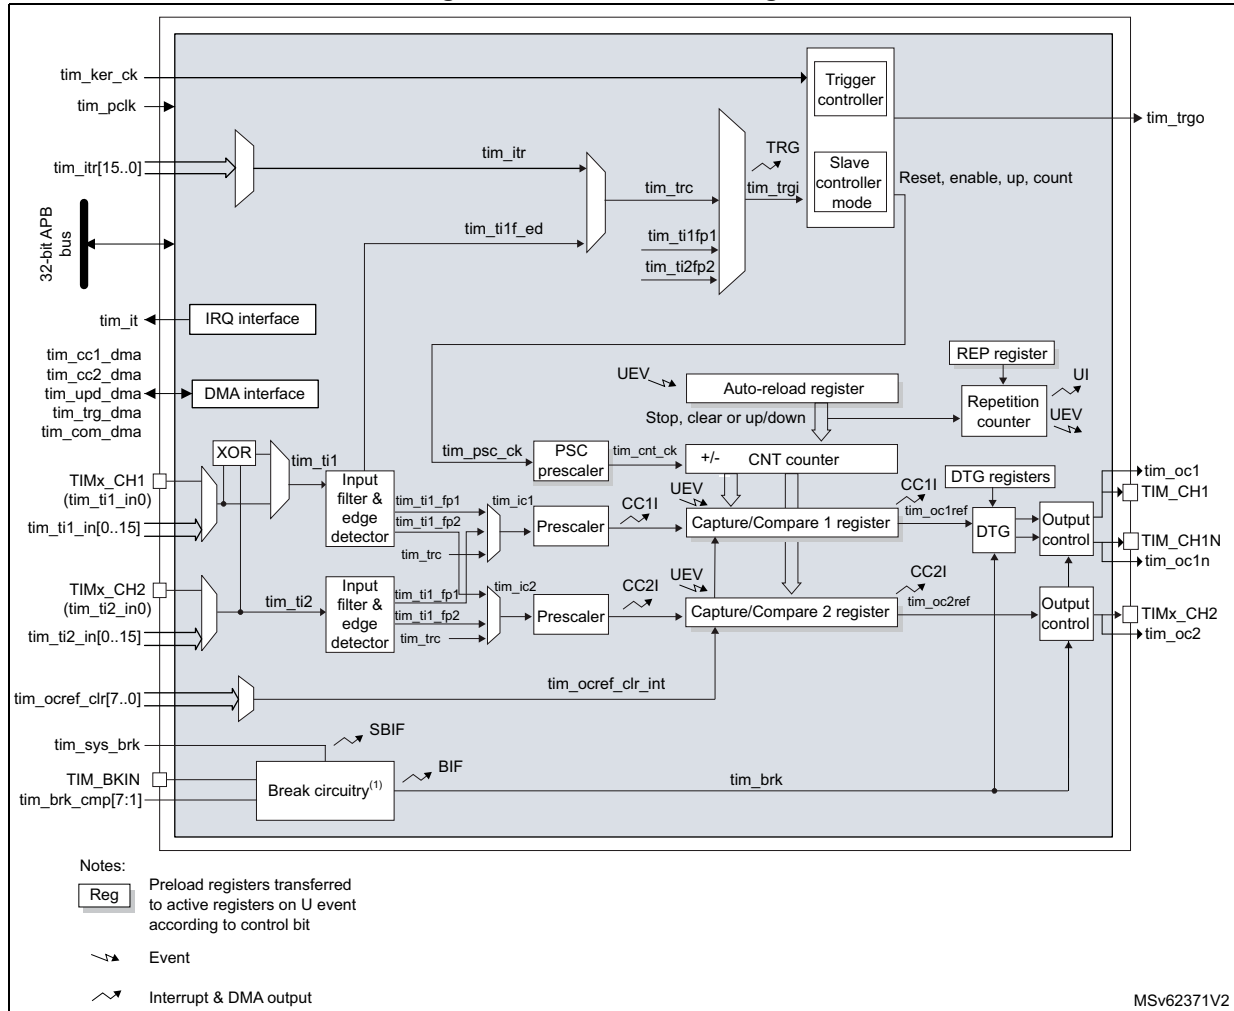 tim_ker_ck
tim_pclk
tim_itr[15..0]
32-bit APB
bus
tim_it
IRQ interface
tim_cc1_dma
tim_cc2_dma
tim_upd_dma
tim_trg_dma
tim_com_dma
DMA interface
Trigger
controller
Slave
controller
mode
tim_trgo
TRG
tim_itr
tim_trc
tim_trgi
Reset, enable, up, count
tim_ti1f_ed
tim_ti1fp1
tim_ti2fp2
REP register
UEV
Auto-reload register
Repetition
counter
UI
UEV
Stop, clear or up/down
XOR
tim_ti1
tim_psc_ck
PSC
prescaler
tim_cnt_ck
+/-
CNT counter
TIMx_CH1
(tim_ti1_in0)
tim_ti1_in[0..15]
Input
filter &
edge
detector
tim_ti1_fp1
tim_ti1_fp2
tim_trc
tim_ic1
Prescaler
CC1I
UEV
Capture/Compare 1 register
CC1I
tim_oc1ref
DTG registers
DTG
Output
control
tim_oc1
TIM_CH1
TIM_CH1N
tim_oc1n
TIMx_CH2
(tim_ti2_in0)
tim_ti2_in[0..15]
tim_ti2
Input
filter &
edge
detector
tim_ti1_fp1
tim_ti1_fp2
tim_trc
tim_ic2
Prescaler
CC2I
UEV
Capture/Compare 2 register
CC2I
tim_oc2ref
Output
control
TIMx_CH2
tim_oc2
tim_ocref_clr[7..0]
tim_ocref_clr_int
tim_sys_brk
SBIF
TIM_BKIN
tim_brk_cmp[7:1]
Break circuitry(1)
BIF
tim_brk
Notes:
Reg
Preload registers transferred
to active registers on U event
according to control bit
Event
Interrupt & DMA output
MSv62371V2